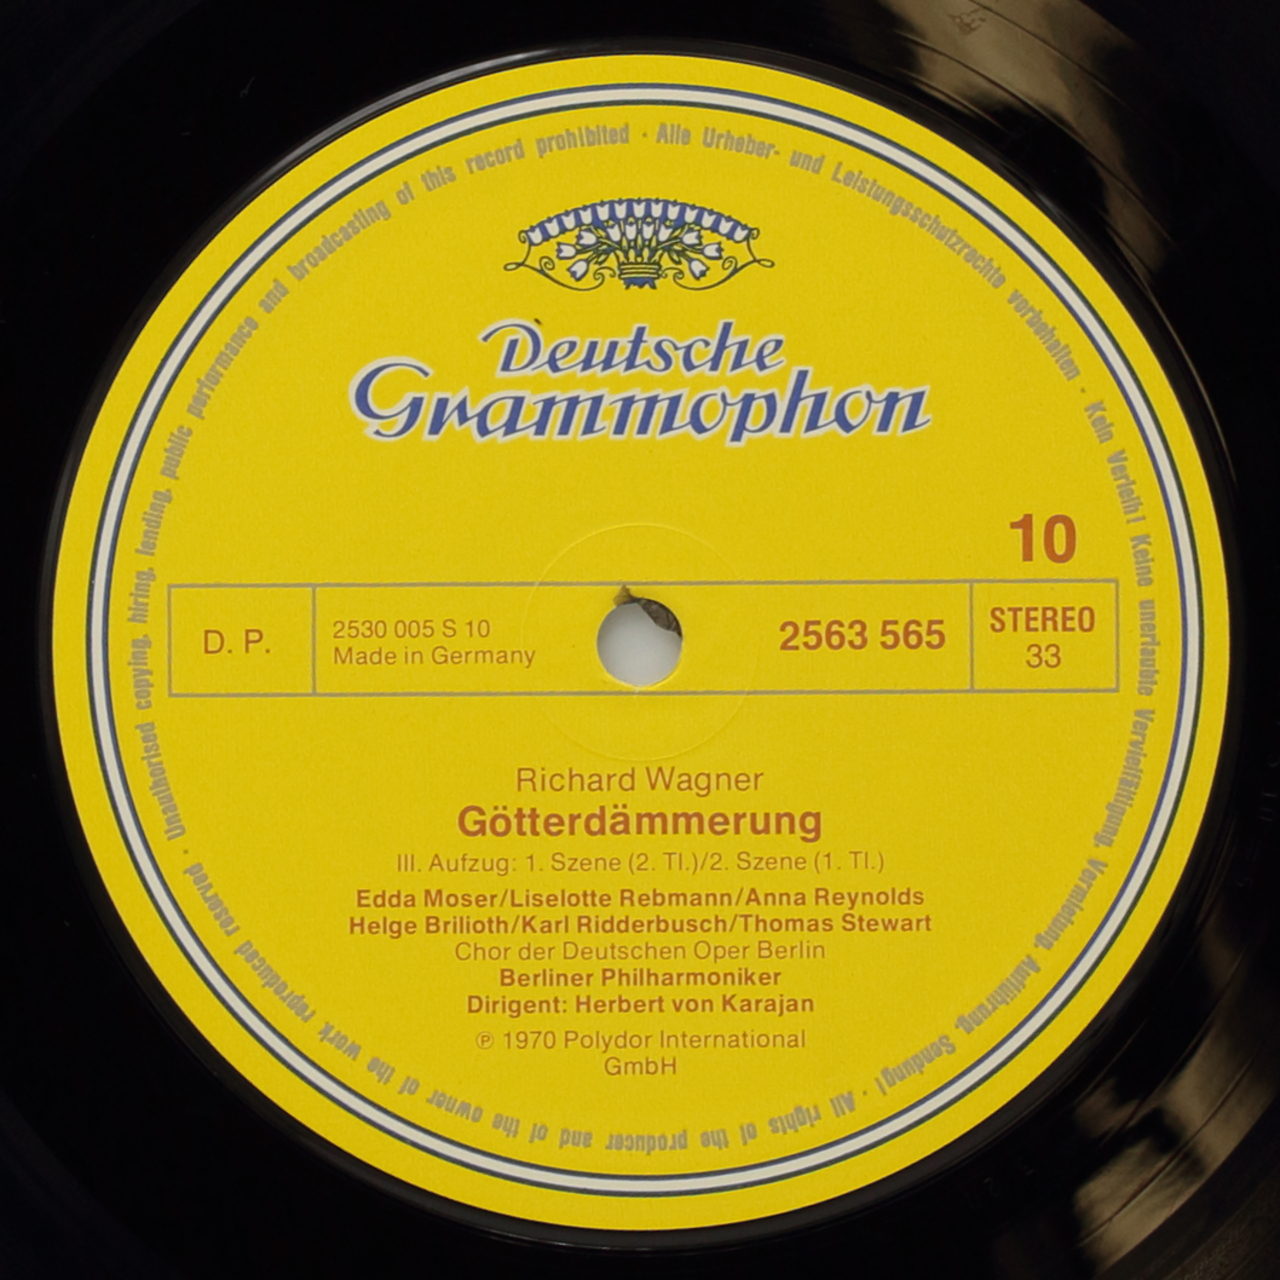 Deutsche
Grammophon
10
D. P.
2530 005 S 10
Made in Germany
2563 565
STEREO
33
Richard Wagner
Götterdämmerung
III. Aufzug: 1. Szene (2. Tl.)/2. Szene (1. Tl.)
Edda Moser/Liselotte Rebmann/Anna Reynolds
Helge Brilioth/Karl Ridderbusch/Thomas Stewart
Chor der Deutschen Oper Berlin
Berliner Philharmoniker
Dirigent: Herbert von Karajan
℗ 1970 Polydor International
GmbH
Alle Urheber- und Leistungsschutzrechte vorbehalten · Kein Verleih! Keine unerlaubte Vervielfältigung, Vermietung, Aufführung, Sendung! · All rights of the producer and of the owner of the work reproduced reserved · Unauthorised copying, hiring, lending, public performance and broadcasting of this record prohibited ·